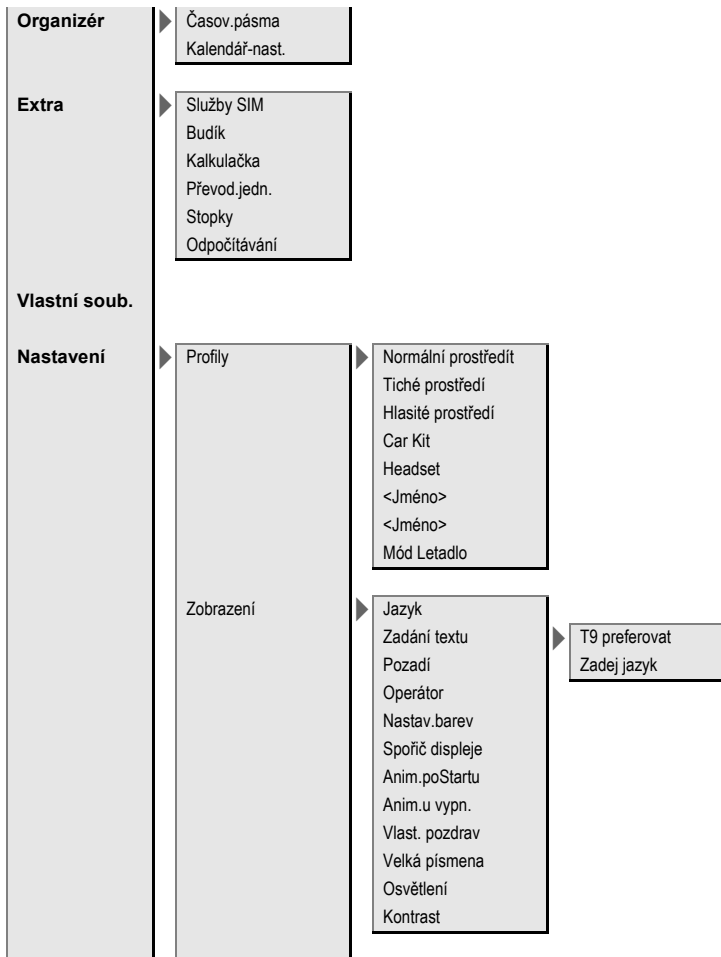 Organizér
Časov.pásma
Kalendář-nast.
Extra
Služby SIM
Budík
Kalkulačka
Převod.jedn.
Stopky
Odpočítávání
Vlastní soub.
Nastavení
Profily
Normální prostředít
Tiché prostředí
Hlasité prostředí
Car Kit
Headset
<Jméno>
<Jméno>
Mód Letadlo
Zobrazení
Jazyk
Zadání textu
T9 preferovat
Zadej jazyk
Pozadí
Operátor
Nastav.barev
Spořič displeje
Anim.poStartu
Anim.u vypn.
Vlast. pozdrav
Velká písmena
Osvětlení
Kontrast